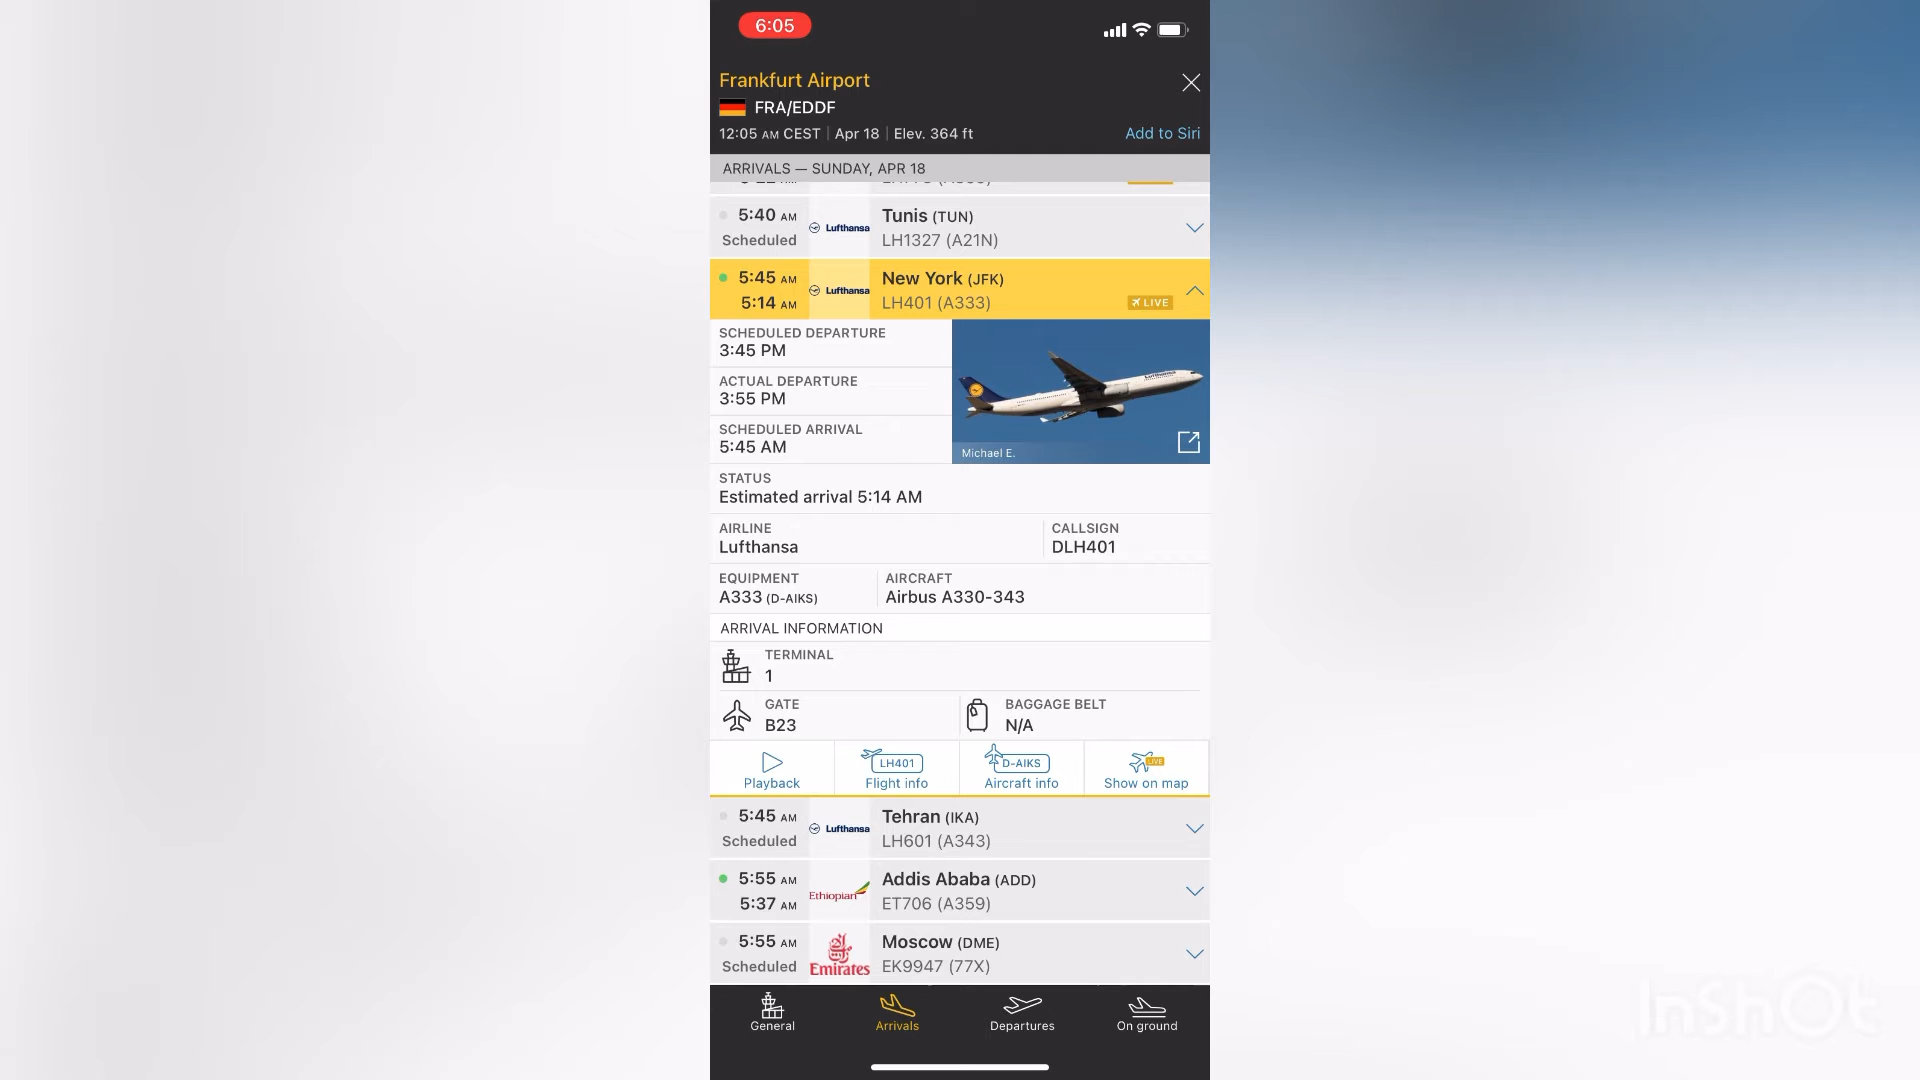 6:05
Frankfurt Airport
FRA/EDDF
12:05 AM CEST | Apr 18 | Elev. 364 ft
Add to Siri
ARRIVALS — SUNDAY, APR 18
5:40 AM
Scheduled
Lufthansa
Tunis (TUN)
LH1327 (A21N)
5:45 AM
5:14 AM
Lufthansa
New York (JFK)
LH401 (A333)
LIVE
SCHEDULED DEPARTURE
3:45 PM
ACTUAL DEPARTURE
3:55 PM
SCHEDULED ARRIVAL
5:45 AM
Lufthansa
Michael E.
STATUS
Estimated arrival 5:14 AM
AIRLINE
Lufthansa
CALLSIGN
DLH401
EQUIPMENT
A333 (D-AIKS)
AIRCRAFT
Airbus A330-343
ARRIVAL INFORMATION
TERMINAL
1
GATE
B23
BAGGAGE BELT
N/A
Playback
LH401
Flight info
D-AIKS
Aircraft info
LIVE
Show on map
5:45 AM
Scheduled
Lufthansa
Tehran (IKA)
LH601 (A343)
5:55 AM
5:37 AM
Ethiopian
Addis Ababa (ADD)
ET706 (A359)
5:55 AM
Scheduled
Emirates
Moscow (DME)
EK9947 (77X)
General
Arrivals
Departures
On ground
InShOt